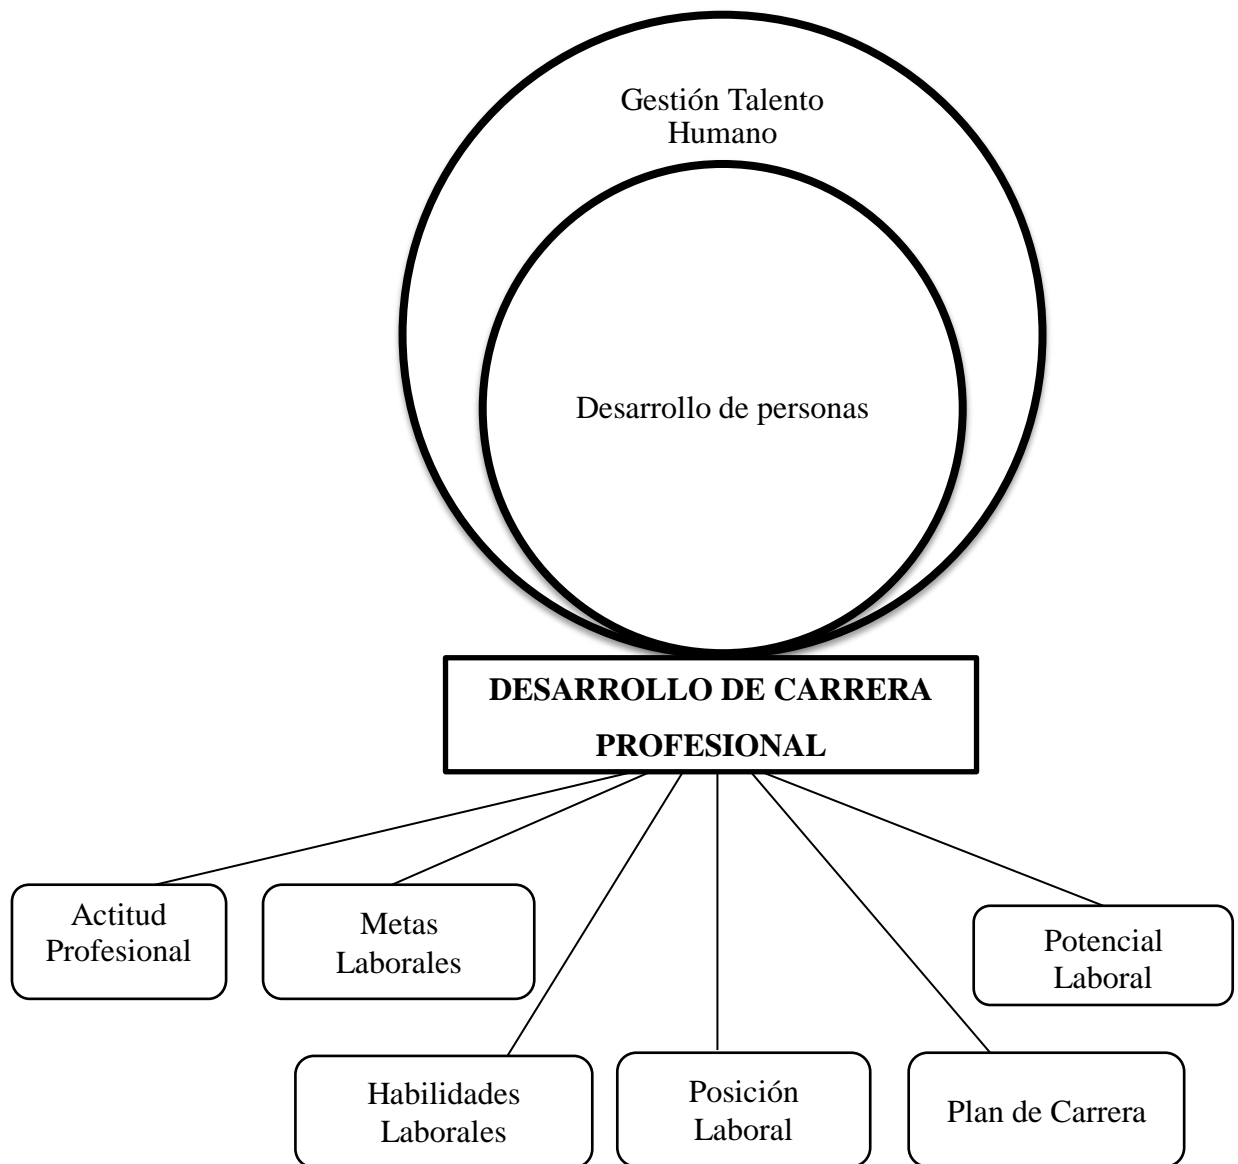 Gestión Talento
Humano
Desarrollo de personas
DESARROLLO DE CARRERA
PROFESIONAL
Actitud
Profesional
Metas
Laborales
Potencial
Laboral
Habilidades
Laborales
Posición
Laboral
Plan de Carrera